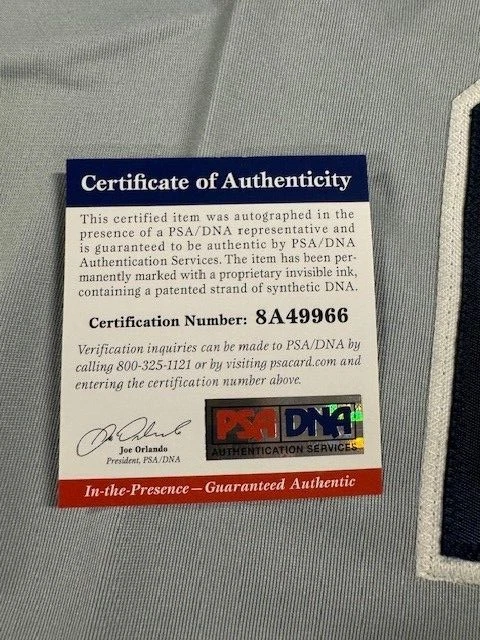 Certificate of Authenticity
This certified item was autographed in the
presence of a PSA/DNA representative and
is guaranteed to be authentic by PSA/DNA
Authentication Services. The item has been per-
manently marked with a proprietary invisible ink,
containing a patented strand of synthetic DNA.
Certification Number: 8A49966
Verification inquiries can be made to PSA/DNA by
calling 800-325-1121 or by visiting psacard.com and
entering the certification number above.
Joe Orlando
President, PSA/DNA
PSA DNA
AUTHENTICATION SERVICES
In-the-Presence—Guaranteed Authentic